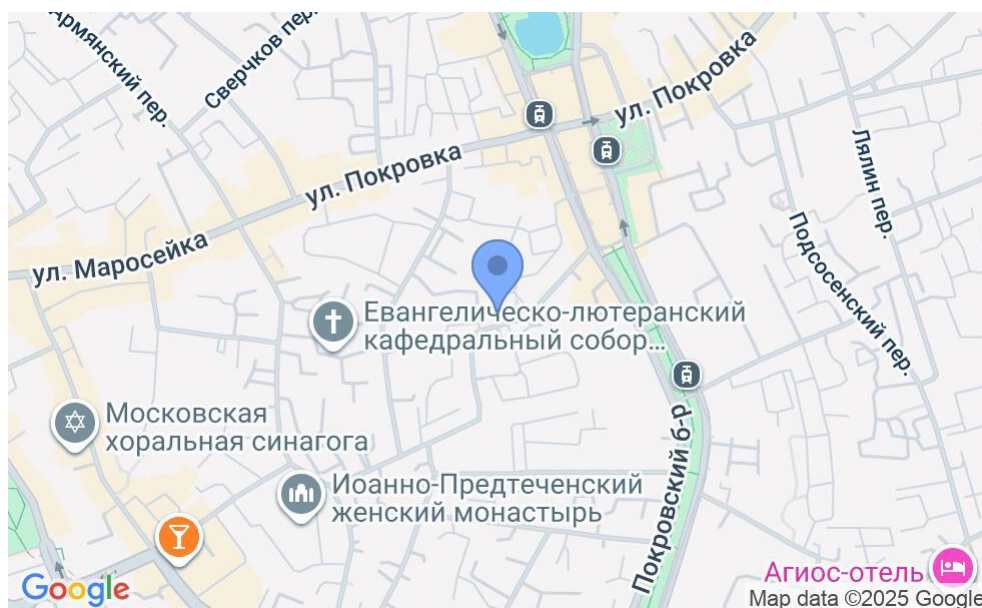 Армянский пер.
Сверчков пер.
ул. Покровка
ул. Покровка
ул. Маросейка
Лялин пер.
Подсосенский пер.
Евангелическо-лютеранский
кафедральный собор...
Московская
хоральная синагога
Иоанно-Предтеченский
женский монастырь
Покровский б-р
Агиос-отель
Google
Map data ©2025 Google